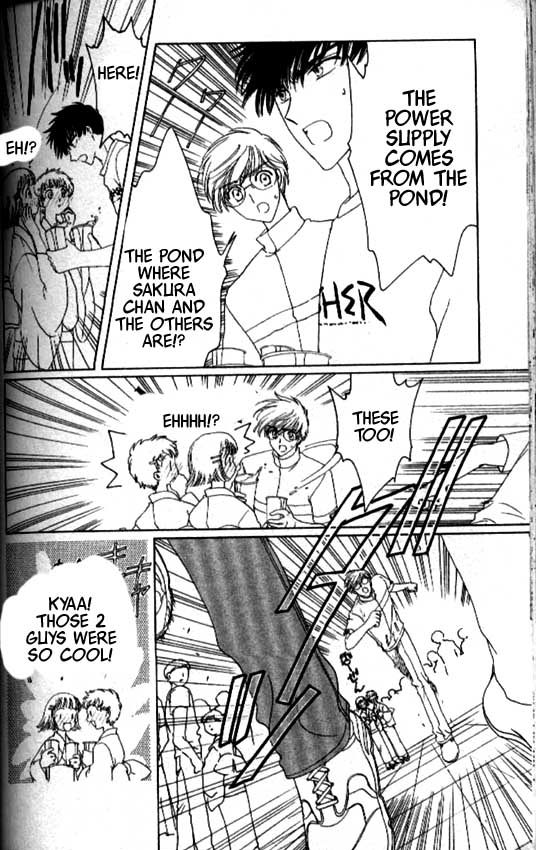 THE
POWER
SUPPLY
COMES
FROM THE
POND!
THE POND
WHERE
SAKURA
CHAN AND
THE OTHERS
ARE!?
HER
HERE!
EH!?
THESE
TOO!
EHHHH!?
KYAA!
THOSE 2
GUYS WERE
SO COOL!